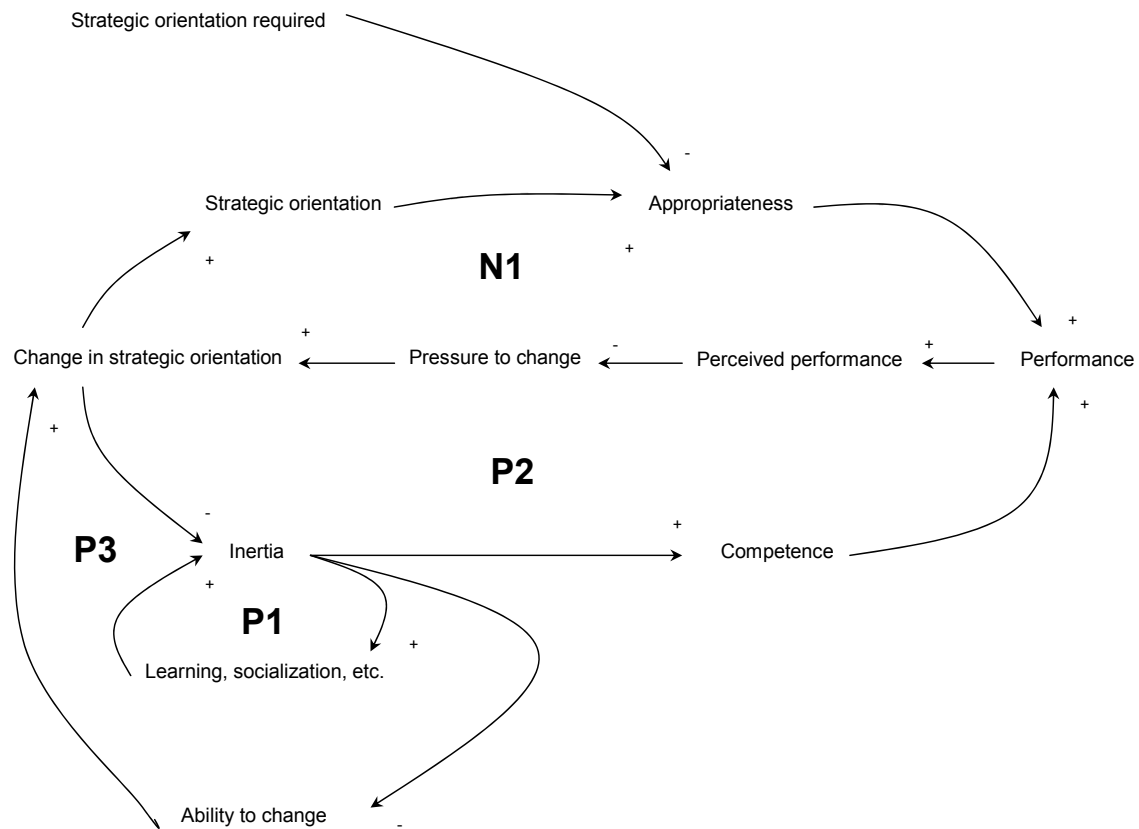 Strategic orientation required
-
Strategic orientation
Appropriateness
+
+
N1
+
+
-
+
Change in strategic orientation
Pressure to change
Perceived performance
Performance
+
+
P2
-
+
P3
Inertia
Competence
+
P1
+
Learning, socialization, etc.
Ability to change
-